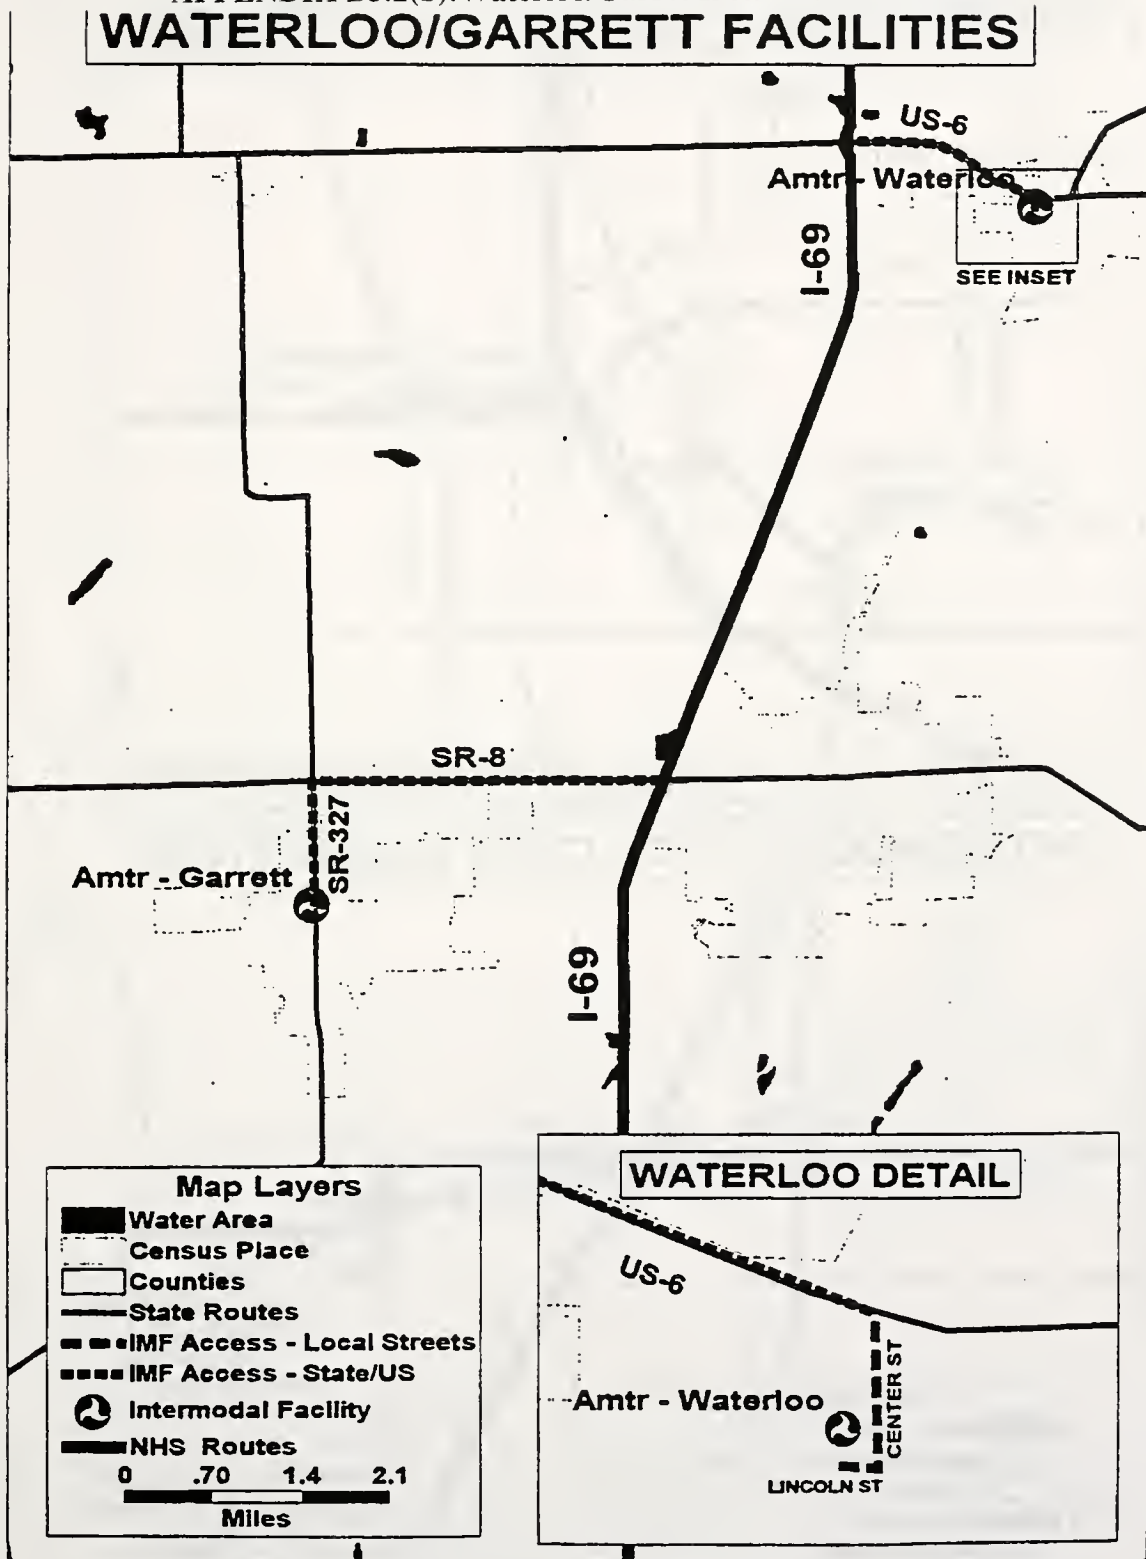 WATERLOO/GARRETT FACILITIES
US-6
Amtr - Waterloo
I-69
SEE INSET
SR-8
SR-327
Amtr - Garrett
I-69
Map Layers
Water Area
Census Place
Counties
State Routes
IMF Access - Local Streets
IMF Access - State/US
Intermodal Facility
NHS Routes
0 .70 1.4 2.1
Miles
WATERLOO DETAIL
US-6
Amtr - Waterloo
CENTER ST
LINCOLN ST